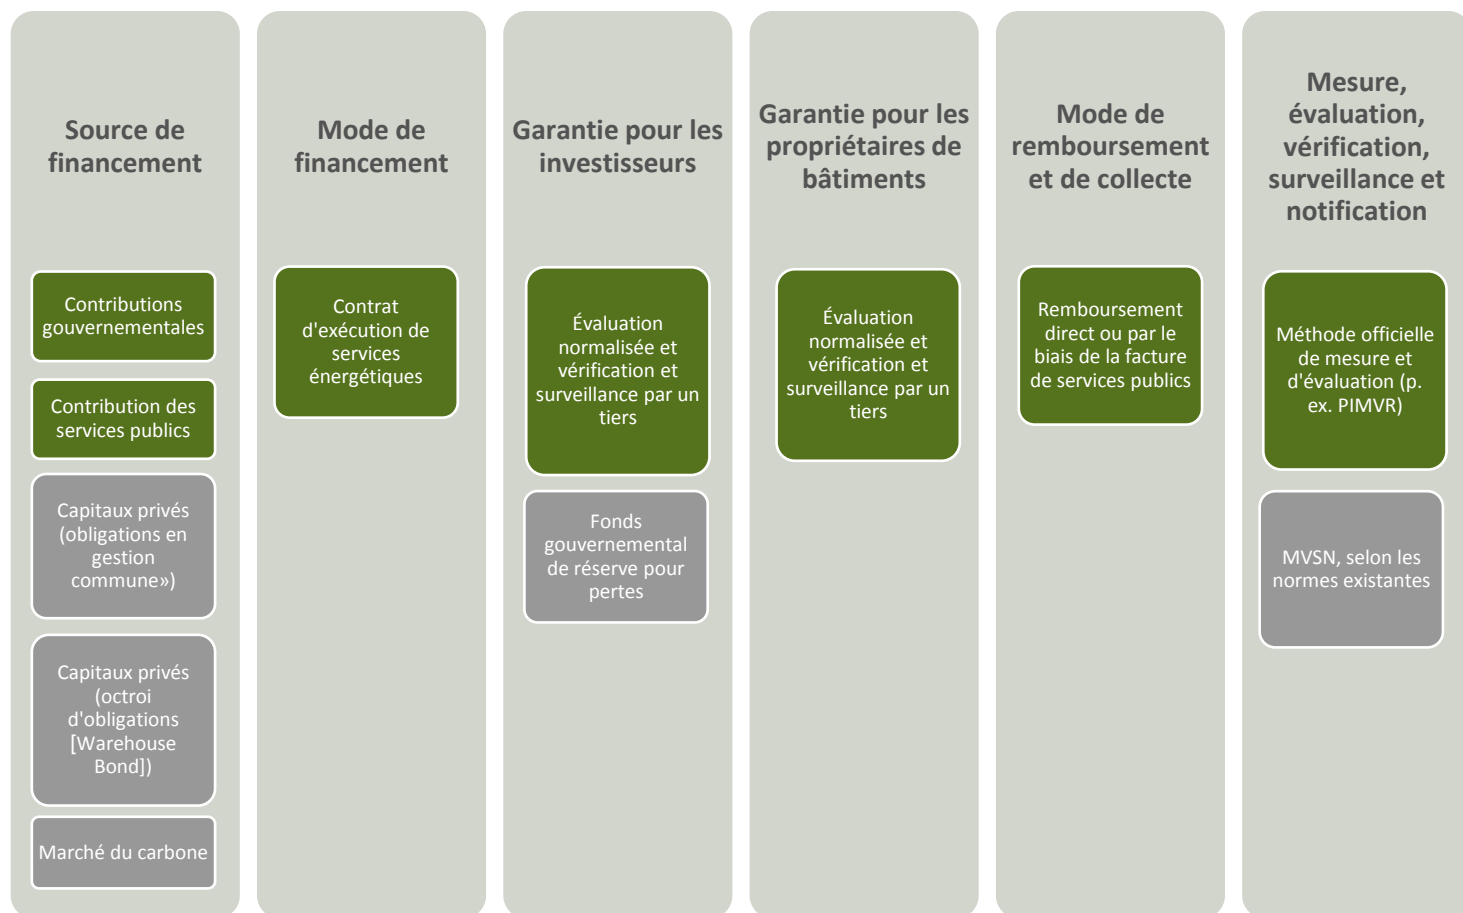 Source de
financement
Contributions
gouvernementales
Contribution des
services publics
Capitaux privés
(obligations en
gestion
commune»)
Capitaux privés
(octroi
d'obligations
[Warehouse
Bond])
Marché du carbone
Mode de
financement
Contrat
d'exécution de
services
énergétiques
Garantie pour les
investisseurs
Évaluation
normalisée et
vérification et
surveillance par un
tiers
Fonds
gouvernemental
de réserve pour
pertes
Garantie pour les
propriétaires de
bâtiments
Évaluation
normalisée et
vérification et
surveillance par un
tiers
Mode de
remboursement
et de collecte
Remboursement
direct ou par le
biais de la facture
de services publics
Mesure,
évaluation,
vérification,
surveillance et
notification
Méthode officielle
de mesure et
d'évaluation (p.
ex. PIMVR)
MVSN, selon les
normes existantes